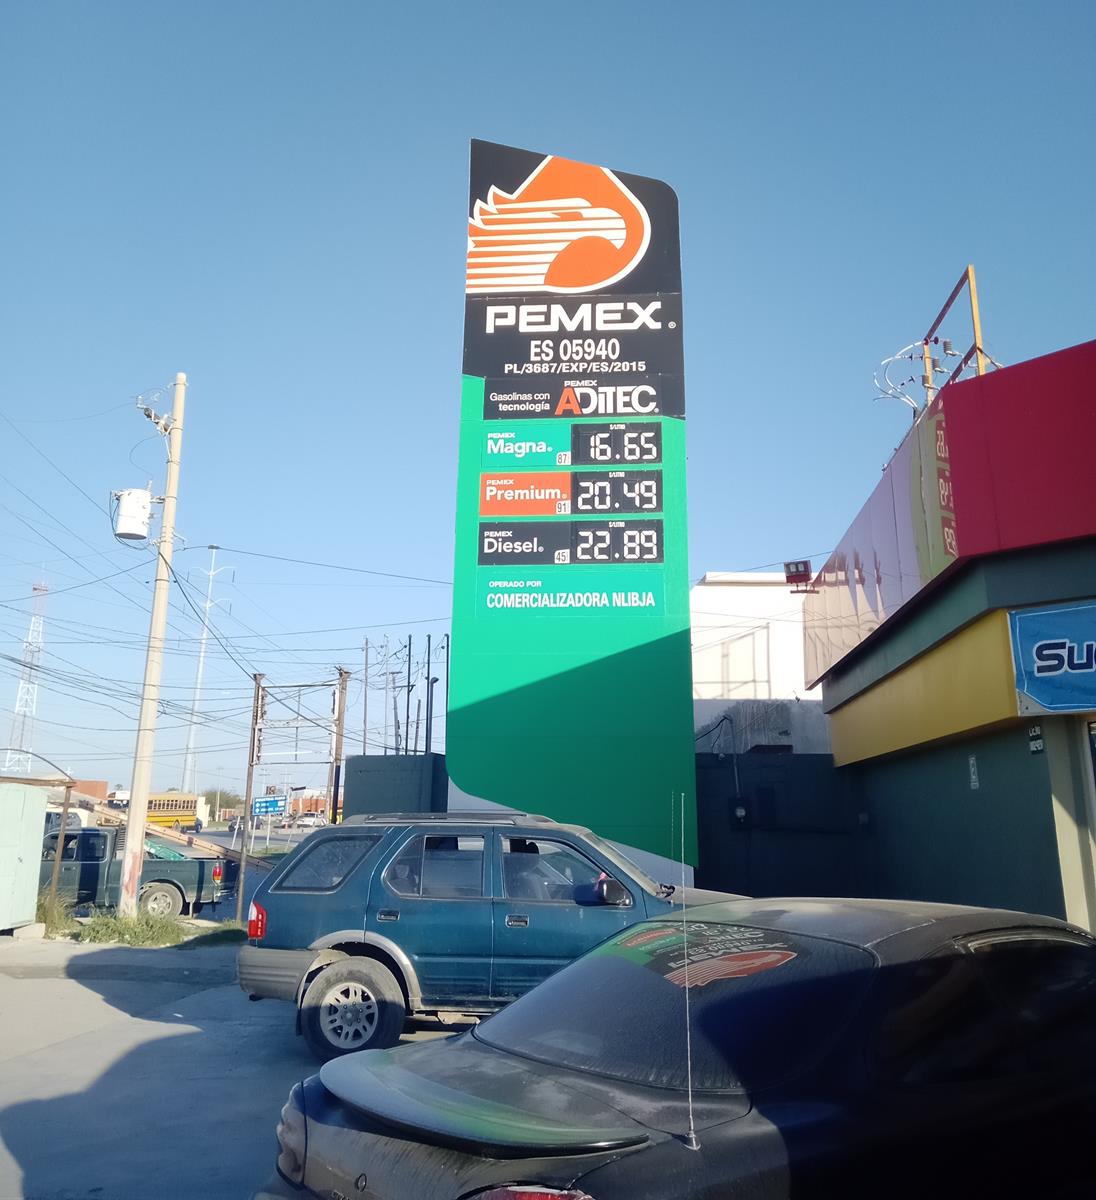 PEMEX®
ES 05940
PL/3687/EXP/ES/2015
Gasolinas con
tecnología
PEMEX
ADITEC®
PEMEX
Magna®
87
$/LITRO
16.65
PEMEX
Premium®
91
$/LITRO
20.49
PEMEX
Diesel®
45
$/LITRO
22.89
OPERADO POR
COMERCIALIZADORA NLIBJA
Su